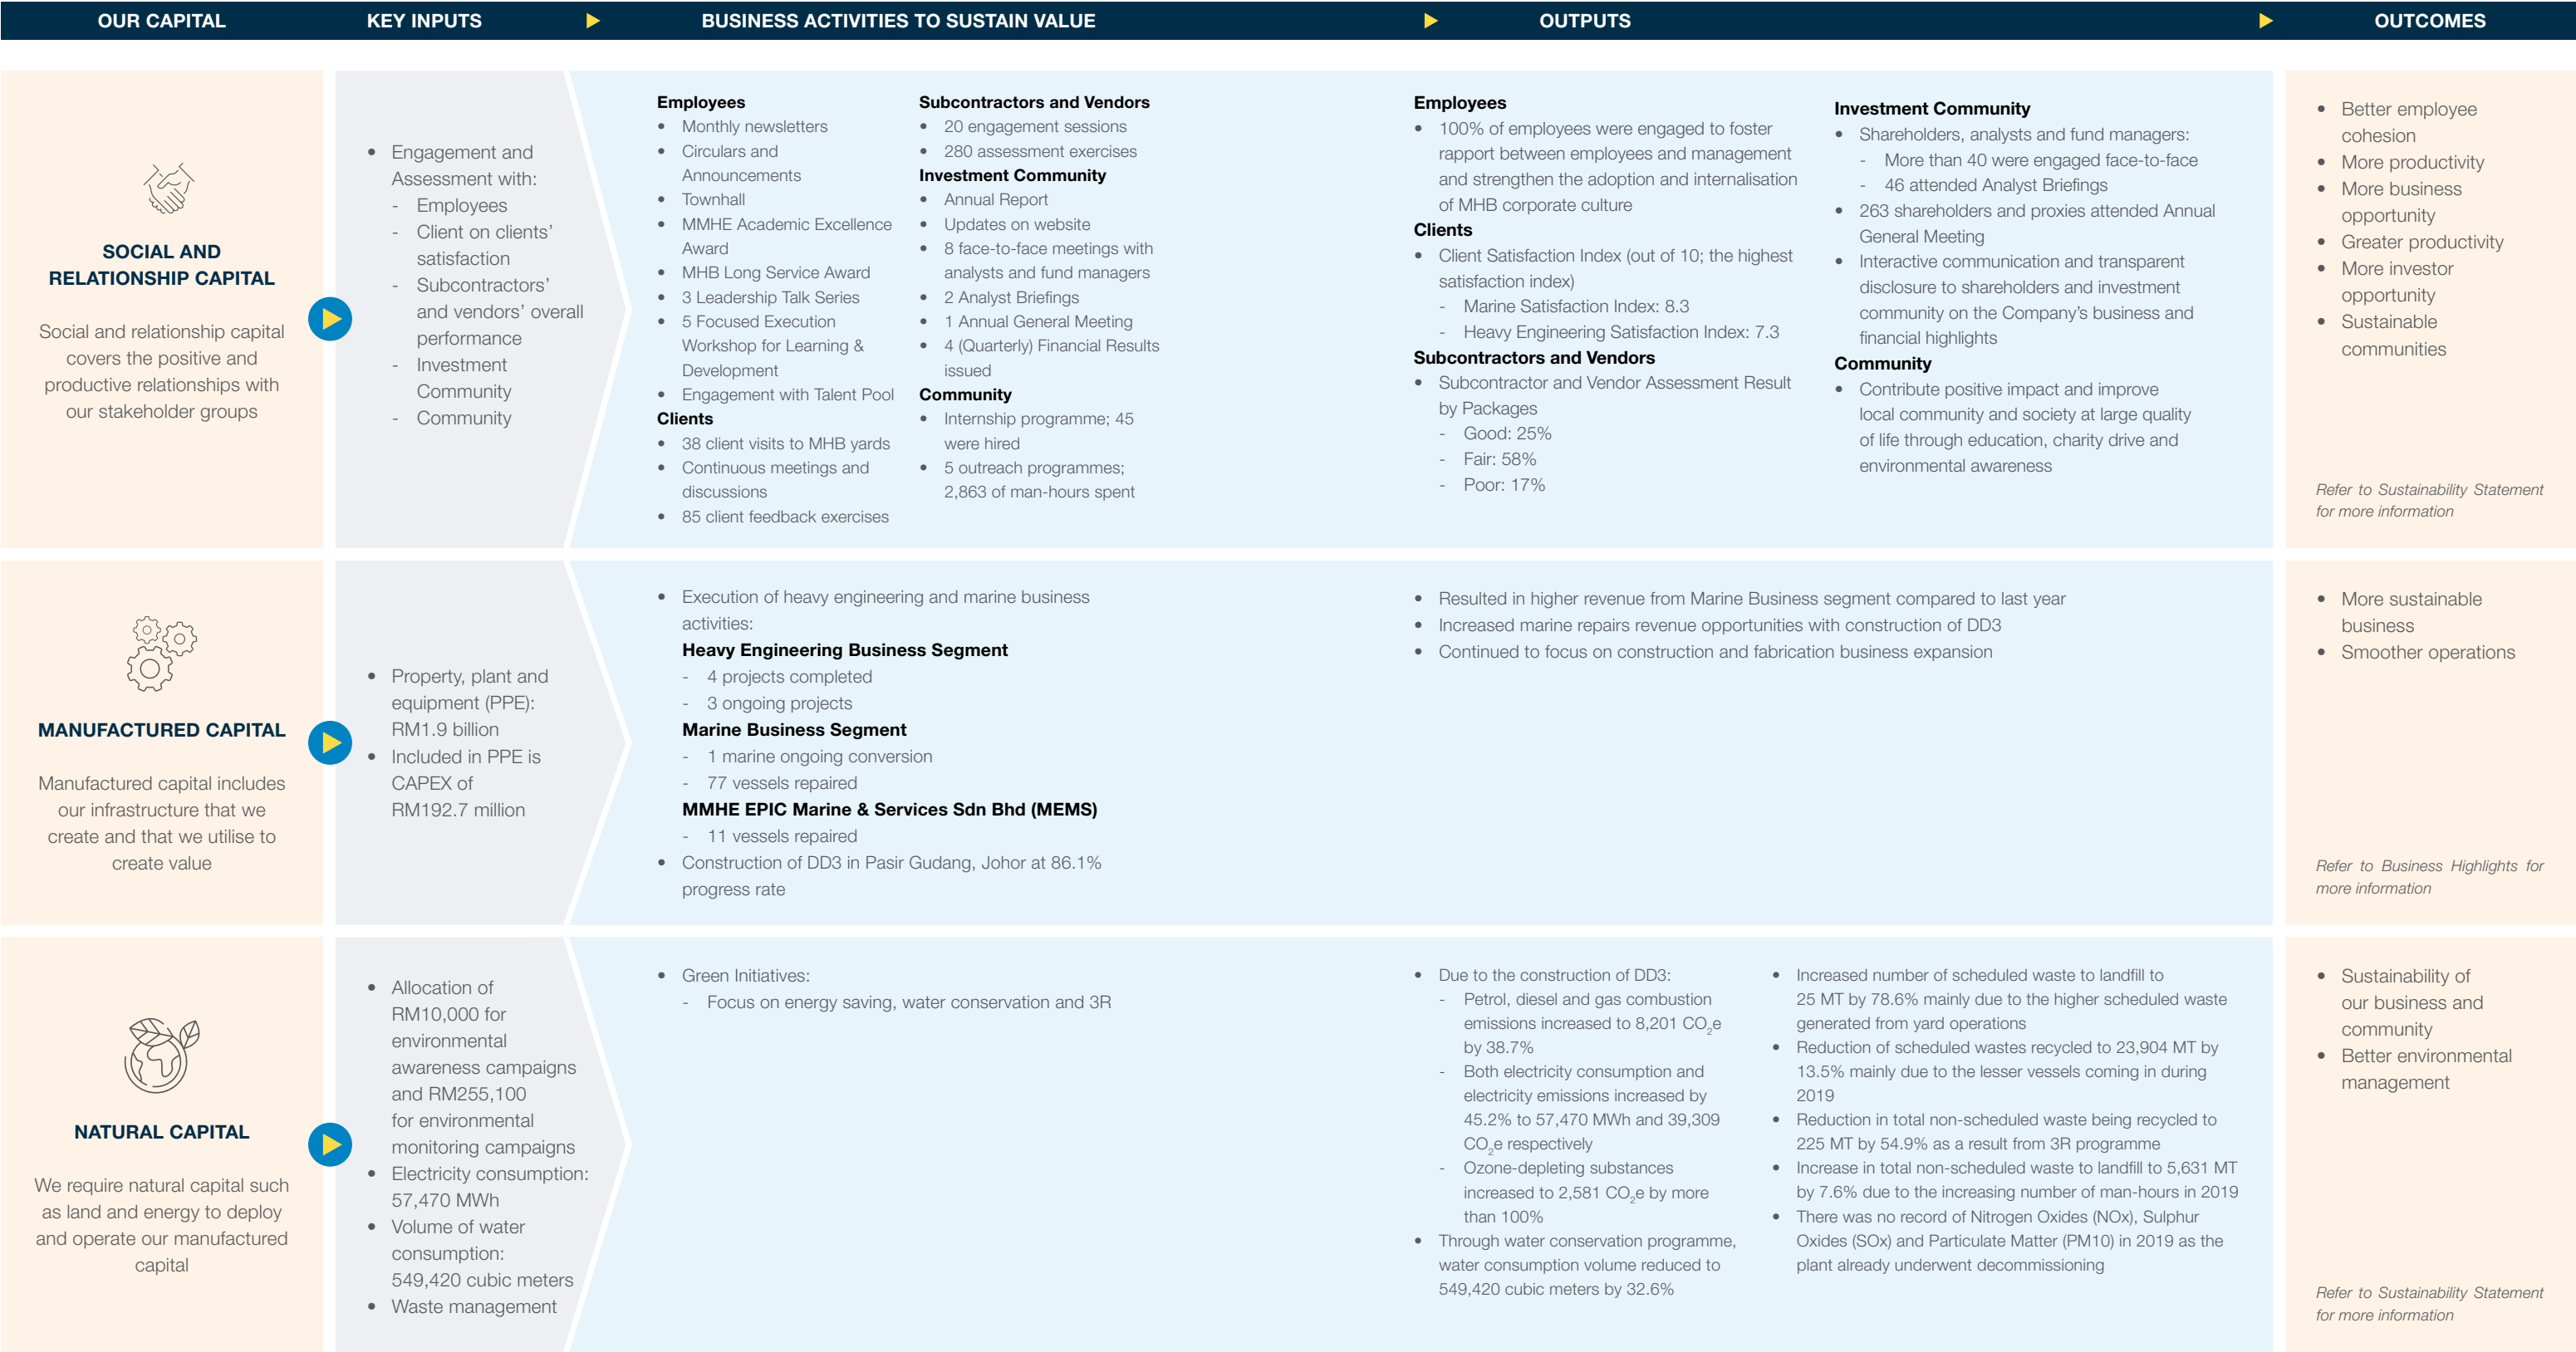 OUR CAPITAL
KEY INPUTS
BUSINESS ACTIVITIES TO SUSTAIN VALUE
OUTPUTS
OUTCOMES
SOCIAL AND
RELATIONSHIP CAPITAL
Social and relationship capital
covers the positive and
productive relationships with
our stakeholder groups
• Engagement and
Assessment with:
- Employees
- Client on clients’
satisfaction
- Subcontractors’
and vendors’ overall
performance
- Investment
Community
- Community
Employees
• Monthly newsletters
• Circulars and
Announcements
• Townhall
• MMHE Academic Excellence
Award
• MHB Long Service Award
• 3 Leadership Talk Series
• 5 Focused Execution
Workshop for Learning &
Development
• Engagement with Talent Pool
Clients
• 38 client visits to MHB yards
• Continuous meetings and
discussions
• 85 client feedback exercises
Subcontractors and Vendors
• 20 engagement sessions
• 280 assessment exercises
Investment Community
• Annual Report
• Updates on website
• 8 face-to-face meetings with
analysts and fund managers
• 2 Analyst Briefings
• 1 Annual General Meeting
• 4 (Quarterly) Financial Results
issued
Community
• Internship programme; 45
were hired
• 5 outreach programmes;
2,863 of man-hours spent
Employees
• 100% of employees were engaged to foster
rapport between employees and management
and strengthen the adoption and internalisation
of MHB corporate culture
Clients
• Client Satisfaction Index (out of 10; the highest
satisfaction index)
- Marine Satisfaction Index: 8.3
- Heavy Engineering Satisfaction Index: 7.3
Subcontractors and Vendors
• Subcontractor and Vendor Assessment Result
by Packages
- Good: 25%
- Fair: 58%
- Poor: 17%
Investment Community
• Shareholders, analysts and fund managers:
- More than 40 were engaged face-to-face
- 46 attended Analyst Briefings
• 263 shareholders and proxies attended Annual
General Meeting
• Interactive communication and transparent
disclosure to shareholders and investment
community on the Company’s business and
financial highlights
Community
• Contribute positive impact and improve
local community and society at large quality
of life through education, charity drive and
environmental awareness
• Better employee
cohesion
• More productivity
• More business
opportunity
• Greater productivity
• More investor
opportunity
• Sustainable
communities
Refer to Sustainability Statement
for more information
MANUFACTURED CAPITAL
Manufactured capital includes
our infrastructure that we
create and that we utilise to
create value
• Property, plant and
equipment (PPE):
RM1.9 billion
• Included in PPE is
CAPEX of
RM192.7 million
• Execution of heavy engineering and marine business
activities:
Heavy Engineering Business Segment
- 4 projects completed
- 3 ongoing projects
Marine Business Segment
- 1 marine ongoing conversion
- 77 vessels repaired
MMHE EPIC Marine & Services Sdn Bhd (MEMS)
- 11 vessels repaired
• Construction of DD3 in Pasir Gudang, Johor at 86.1%
progress rate
• Resulted in higher revenue from Marine Business segment compared to last year
• Increased marine repairs revenue opportunities with construction of DD3
• Continued to focus on construction and fabrication business expansion
• More sustainable
business
• Smoother operations
Refer to Business Highlights for
more information
NATURAL CAPITAL
We require natural capital such
as land and energy to deploy
and operate our manufactured
capital
• Allocation of
RM10,000 for
environmental
awareness campaigns
and RM255,100
for environmental
monitoring campaigns
• Electricity consumption:
57,470 MWh
• Volume of water
consumption:
549,420 cubic meters
• Waste management
• Green Initiatives:
- Focus on energy saving, water conservation and 3R
• Due to the construction of DD3:
- Petrol, diesel and gas combustion
emissions increased to 8,201 CO₂e
by 38.7%
- Both electricity consumption and
electricity emissions increased by
45.2% to 57,470 MWh and 39,309
CO₂e respectively
- Ozone-depleting substances
increased to 2,581 CO₂e by more
than 100%
• Through water conservation programme,
water consumption volume reduced to
549,420 cubic meters by 32.6%
• Increased number of scheduled waste to landfill to
25 MT by 78.6% mainly due to the higher scheduled waste
generated from yard operations
• Reduction of scheduled wastes recycled to 23,904 MT by
13.5% mainly due to the lesser vessels coming in during
2019
• Reduction in total non-scheduled waste being recycled to
225 MT by 54.9% as a result from 3R programme
• Increase in total non-scheduled waste to landfill to 5,631 MT
by 7.6% due to the increasing number of man-hours in 2019
• There was no record of Nitrogen Oxides (NOx), Sulphur
Oxides (SOx) and Particulate Matter (PM10) in 2019 as the
plant already underwent decommissioning
• Sustainability of
our business and
community
• Better environmental
management
Refer to Sustainability Statement
for more information